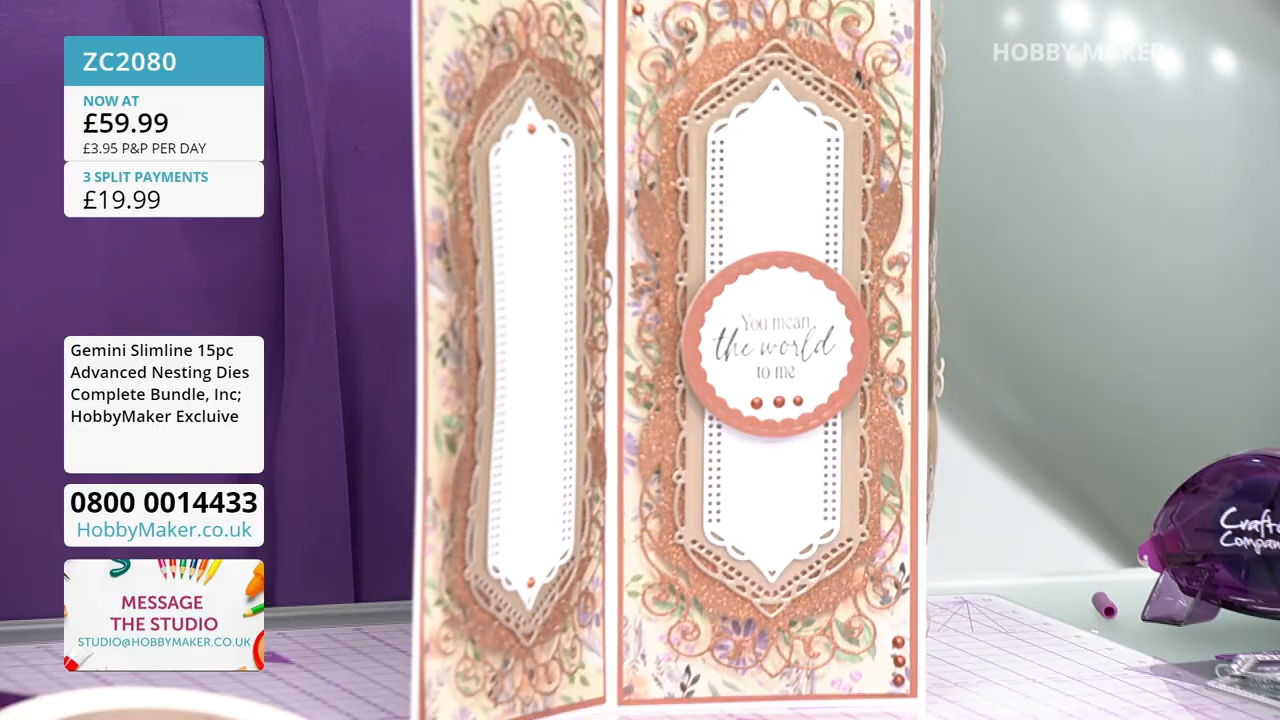 ZC2080
NOW AT
£59.99
£3.95 P&P PER DAY
3 SPLIT PAYMENTS
£19.99
Gemini Slimline 15pc
Advanced Nesting Dies
Complete Bundle, Inc;
HobbyMaker Excluive
0800 0014433
HobbyMaker.co.uk
MESSAGE
THE STUDIO
STUDIO@HOBBYMAKER.CO.UK
HOBBY MAKER
You mean
the world
to me